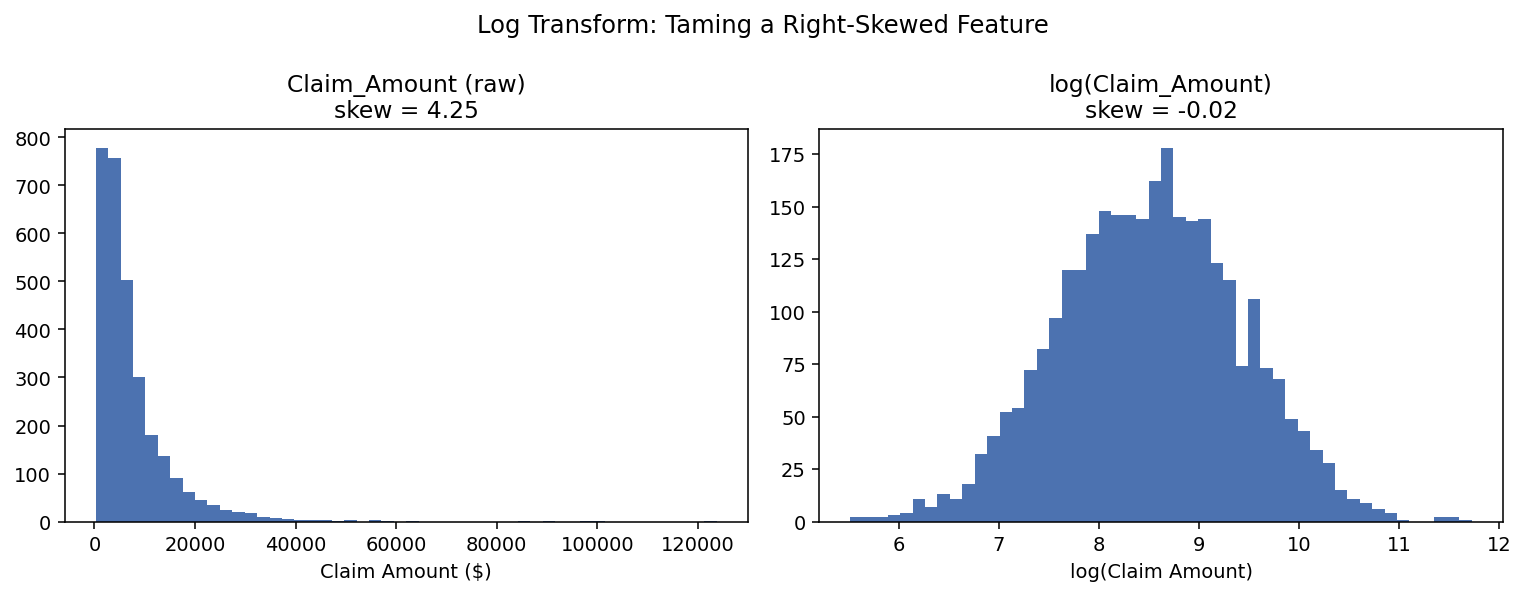 Log Transform: Taming a Right-Skewed Feature
Claim_Amount (raw)
skew = 4.25
800
700
600
500
400
300
200
100
0
0 20000 40000 60000 80000 100000 120000
Claim Amount ($)
log(Claim_Amount)
skew = -0.02
175
150
125
100
75
50
25
0
6 7 8 9 10 11 12
log(Claim Amount)